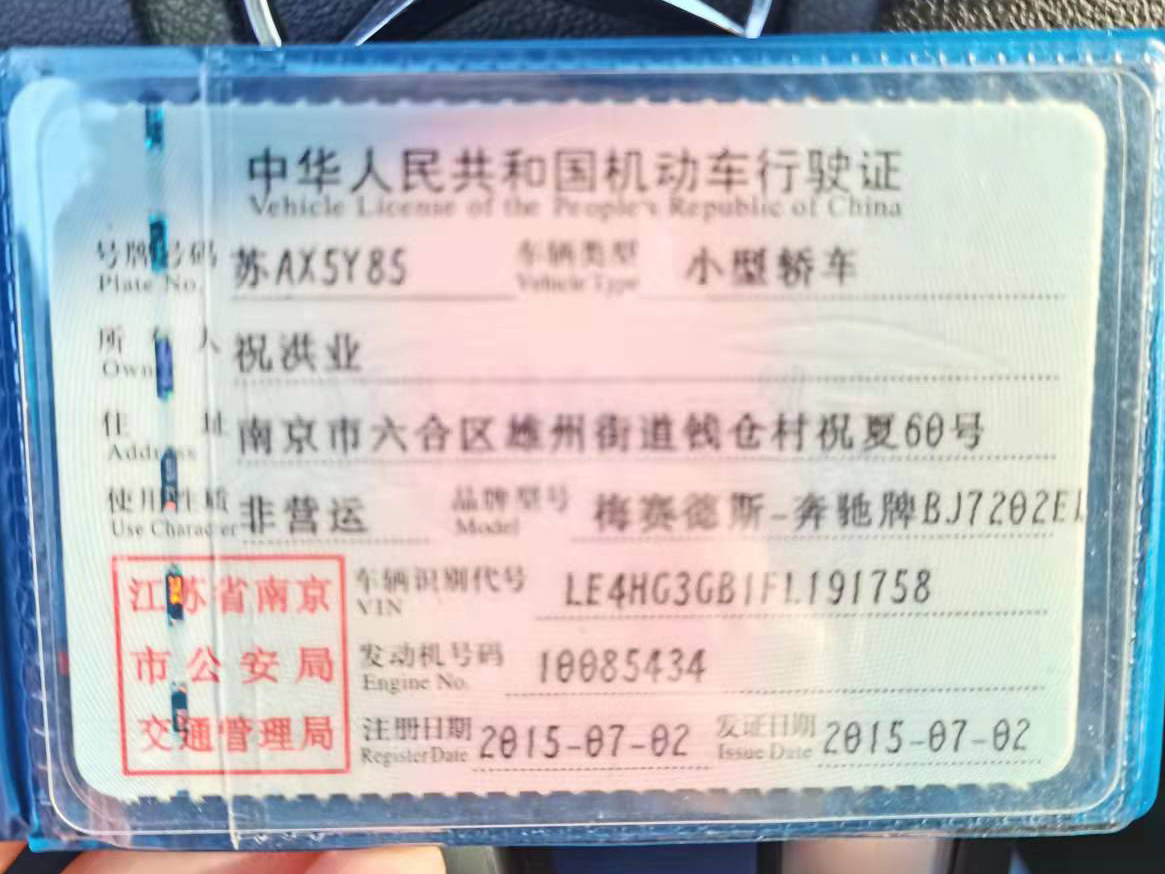 中华人民共和国机动车行驶证
Vehicle License of the People's Republic of China
号牌号码 苏AX5Y85 车辆类型 小型轿车
Plate No. Vehicle Type
所有人 祝洪业
Owner
住址 南京市六合区雄州街道钱仓村祝夏60号
Address
使用性质 非营运 品牌型号 梅赛德斯-奔驰牌BJ7202E
Use Character Model
江苏省南京 车辆识别代号 LE4HG3GB1FL191758
VIN
市公安局 发动机号码 10085434
Engine No.
交通管理局 注册日期 2015-07-02 发证日期 2015-07-02
Register Date Issue Date